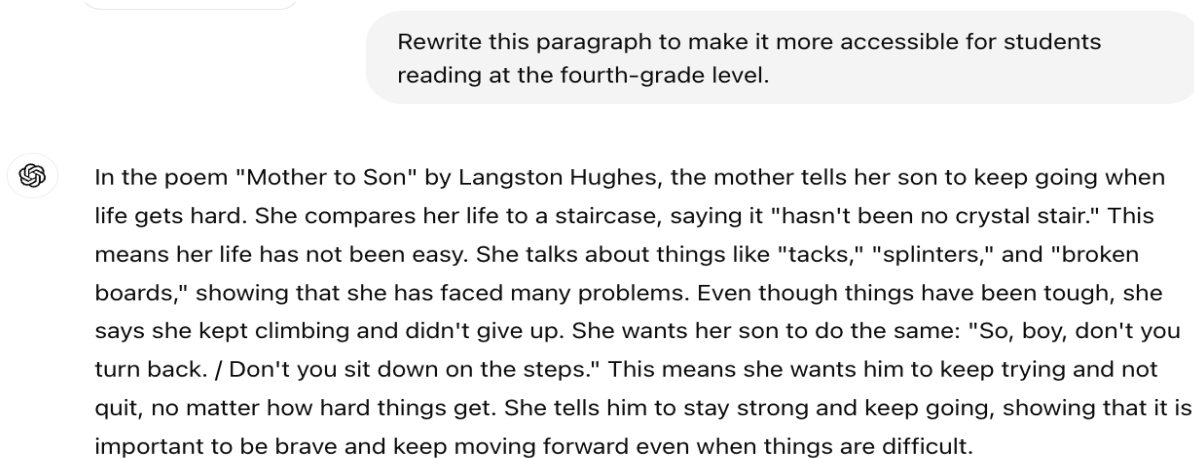 Rewrite this paragraph to make it more accessible for students
reading at the fourth-grade level.
In the poem "Mother to Son" by Langston Hughes, the mother tells her son to keep going when
life gets hard. She compares her life to a staircase, saying it "hasn't been no crystal stair." This
means her life has not been easy. She talks about things like "tacks," "splinters," and "broken
boards," showing that she has faced many problems. Even though things have been tough, she
says she kept climbing and didn't give up. She wants her son to do the same: "So, boy, don't you
turn back. / Don't you sit down on the steps." This means she wants him to keep trying and not
quit, no matter how hard things get. She tells him to stay strong and keep going, showing that it is
important to be brave and keep moving forward even when things are difficult.